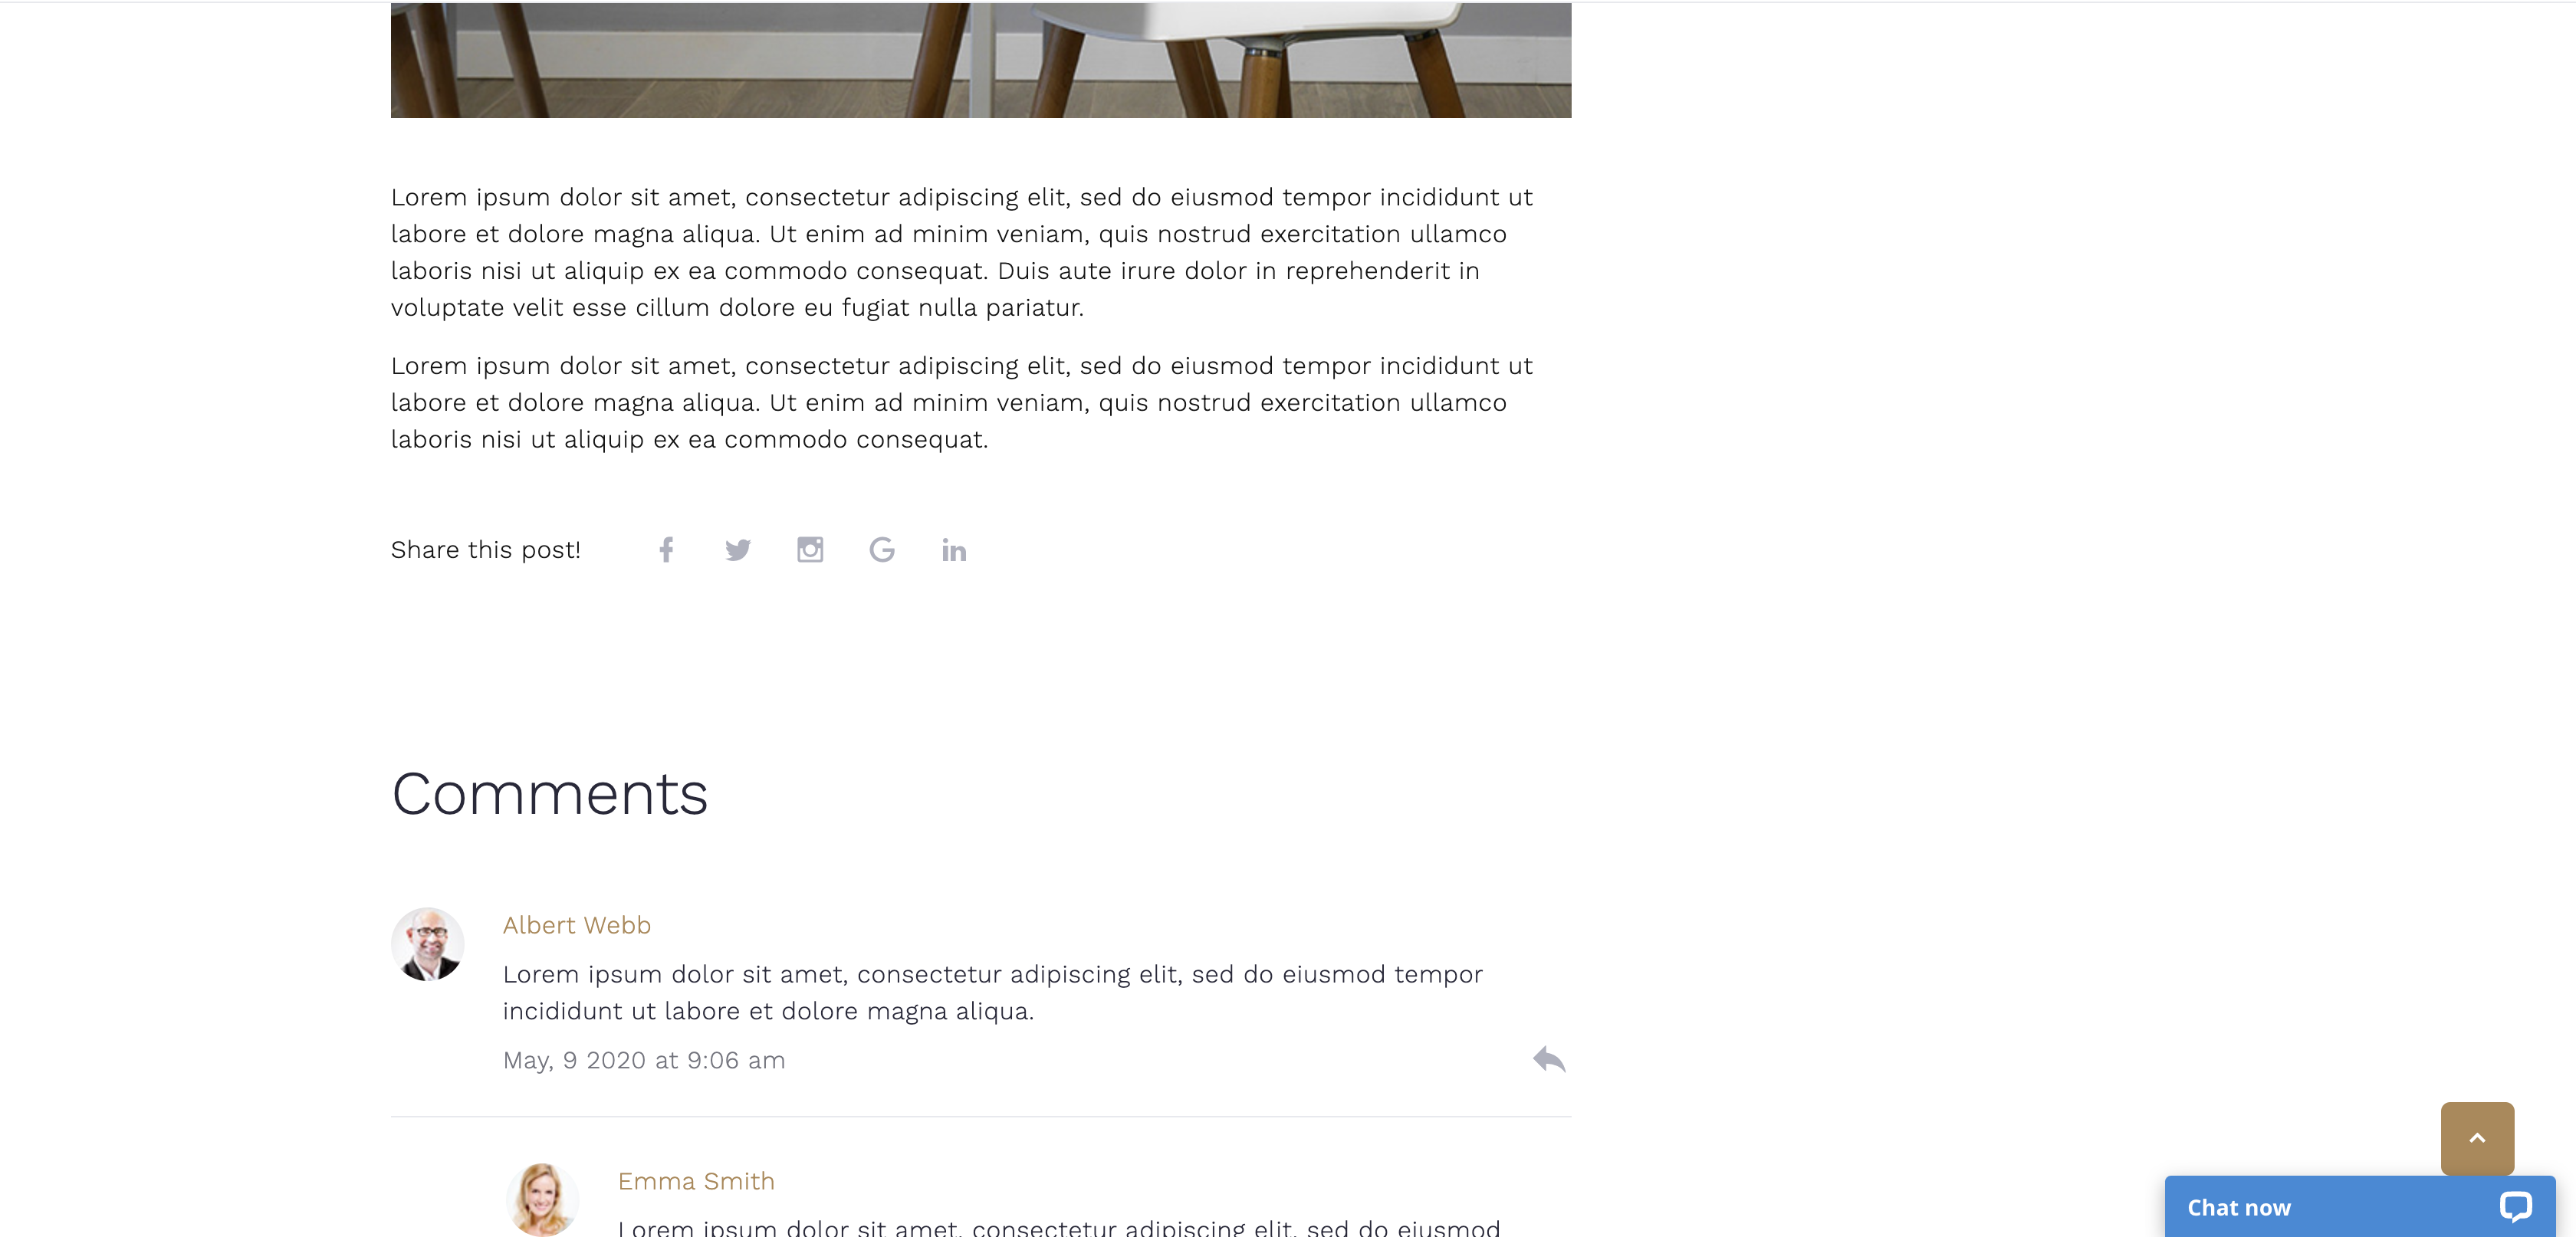 Lorem ipsum dolor sit amet, consectetur adipiscing elit, sed do eiusmod tempor incididunt ut
labore et dolore magna aliqua. Ut enim ad minim veniam, quis nostrud exercitation ullamco
laboris nisi ut aliquip ex ea commodo consequat. Duis aute irure dolor in reprehenderit in
voluptate velit esse cillum dolore eu fugiat nulla pariatur.
Lorem ipsum dolor sit amet, consectetur adipiscing elit, sed do eiusmod tempor incididunt ut
labore et dolore magna aliqua. Ut enim ad minim veniam, quis nostrud exercitation ullamco
laboris nisi ut aliquip ex ea commodo consequat.
Share this post!
Comments
Albert Webb
Lorem ipsum dolor sit amet, consectetur adipiscing elit, sed do eiusmod tempor
incididunt ut labore et dolore magna aliqua.
May, 9 2020 at 9:06 am
Emma Smith
Lorem ipsum dolor sit amet, consectetur adipiscing elit, sed do eiusmod
Chat now